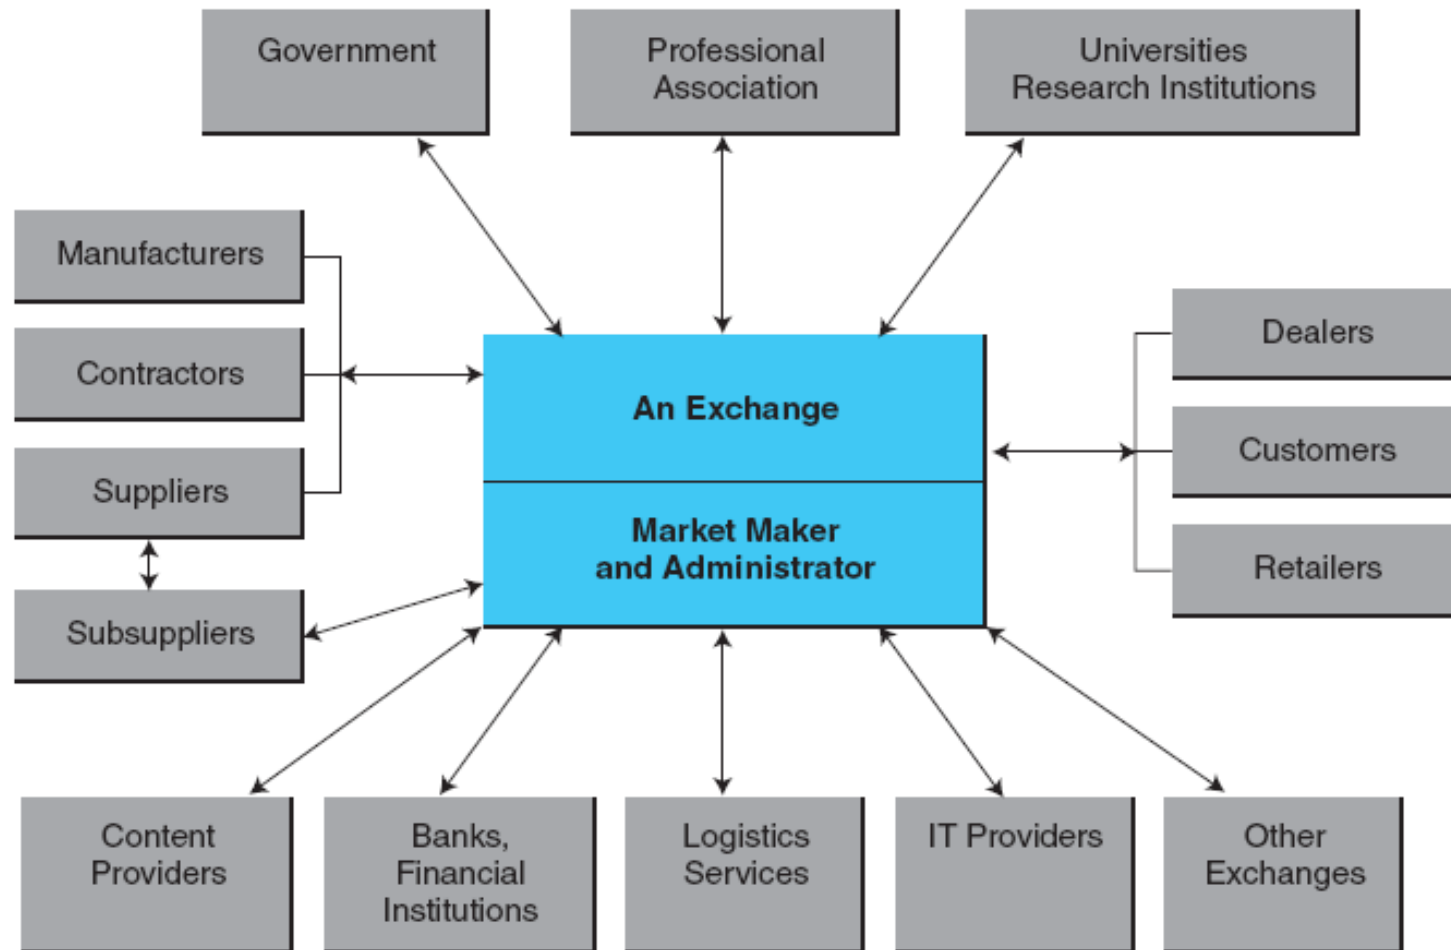 Government
Professional
Association
Universities
Research Institutions
Manufacturers
Contractors
Suppliers
Subsuppliers
An Exchange
Market Maker
and Administrator
Dealers
Customers
Retailers
Content
Providers
Banks,
Financial
Institutions
Logistics
Services
IT Providers
Other
Exchanges